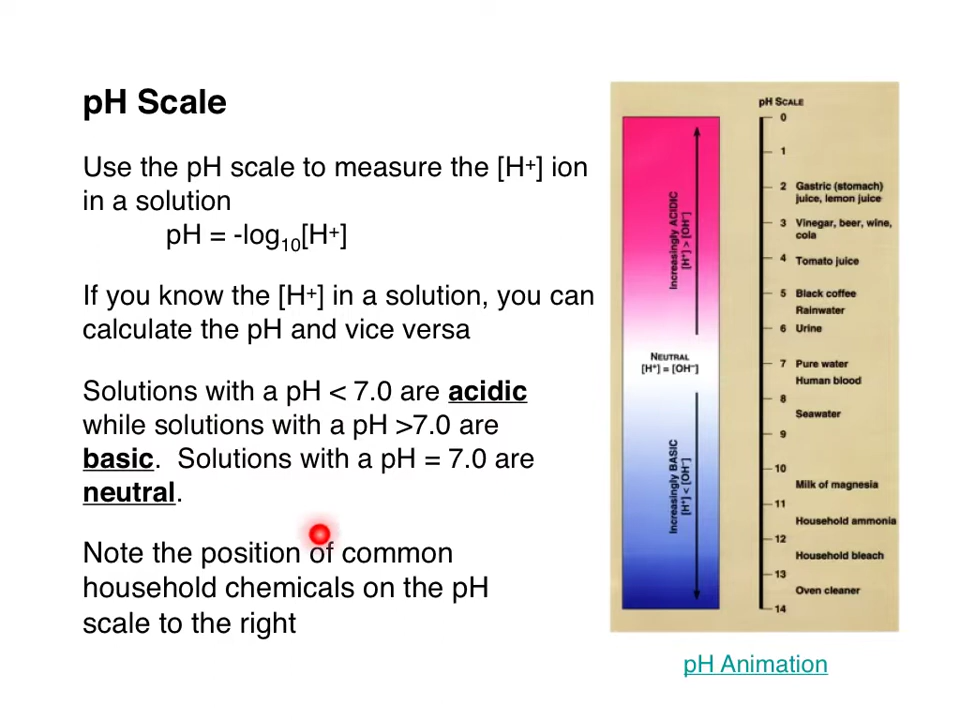 pH Scale
Use the pH scale to measure the [H⁺] ion
in a solution
pH = -log₁₀[H⁺]
If you know the [H⁺] in a solution, you can
calculate the pH and vice versa
Solutions with a pH < 7.0 are acidic
while solutions with a pH >7.0 are
basic. Solutions with a pH = 7.0 are
neutral.
Note the position of common
household chemicals on the pH
scale to the right
Increasingly ACIDIC
[H⁺] > [OH⁻]
NEUTRAL
[H⁺] = [OH⁻]
Increasingly BASIC
[H⁺] < [OH⁻]
pH SCALE
0
1
2 Gastric (stomach)
juice, lemon juice
3 Vinegar, beer, wine,
cola
4 Tomato juice
5 Black coffee
Rainwater
6 Urine
7 Pure water
Human blood
8
Seawater
9
10
Milk of magnesia
11
Household ammonia
12
Household bleach
13
Oven cleaner
14
pH Animation